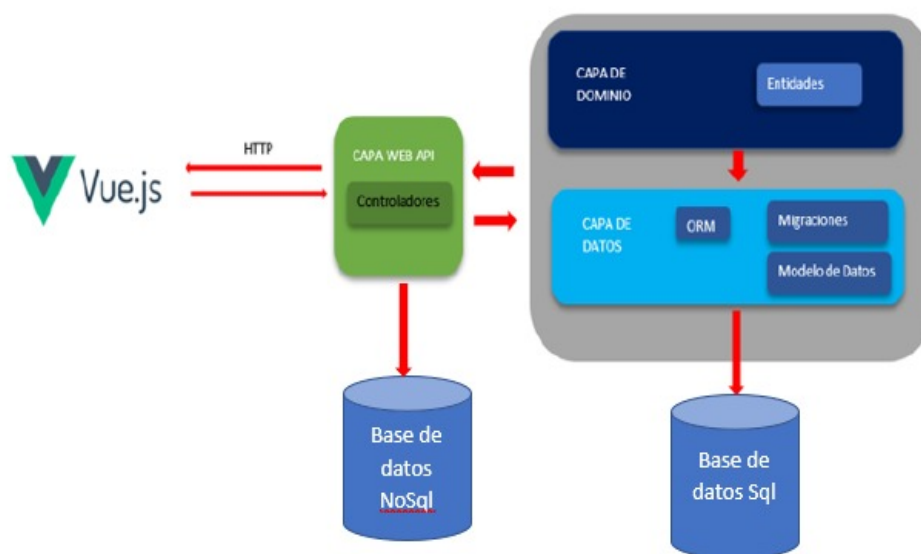 Vue.js
HTTP
CAPA WEB API
Controladores
CAPA DE
DOMINIO
Entidades
CAPA DE
DATOS
ORM
Migraciones
Modelo de Datos
Base de
datos
NoSql
Base de
datos Sql